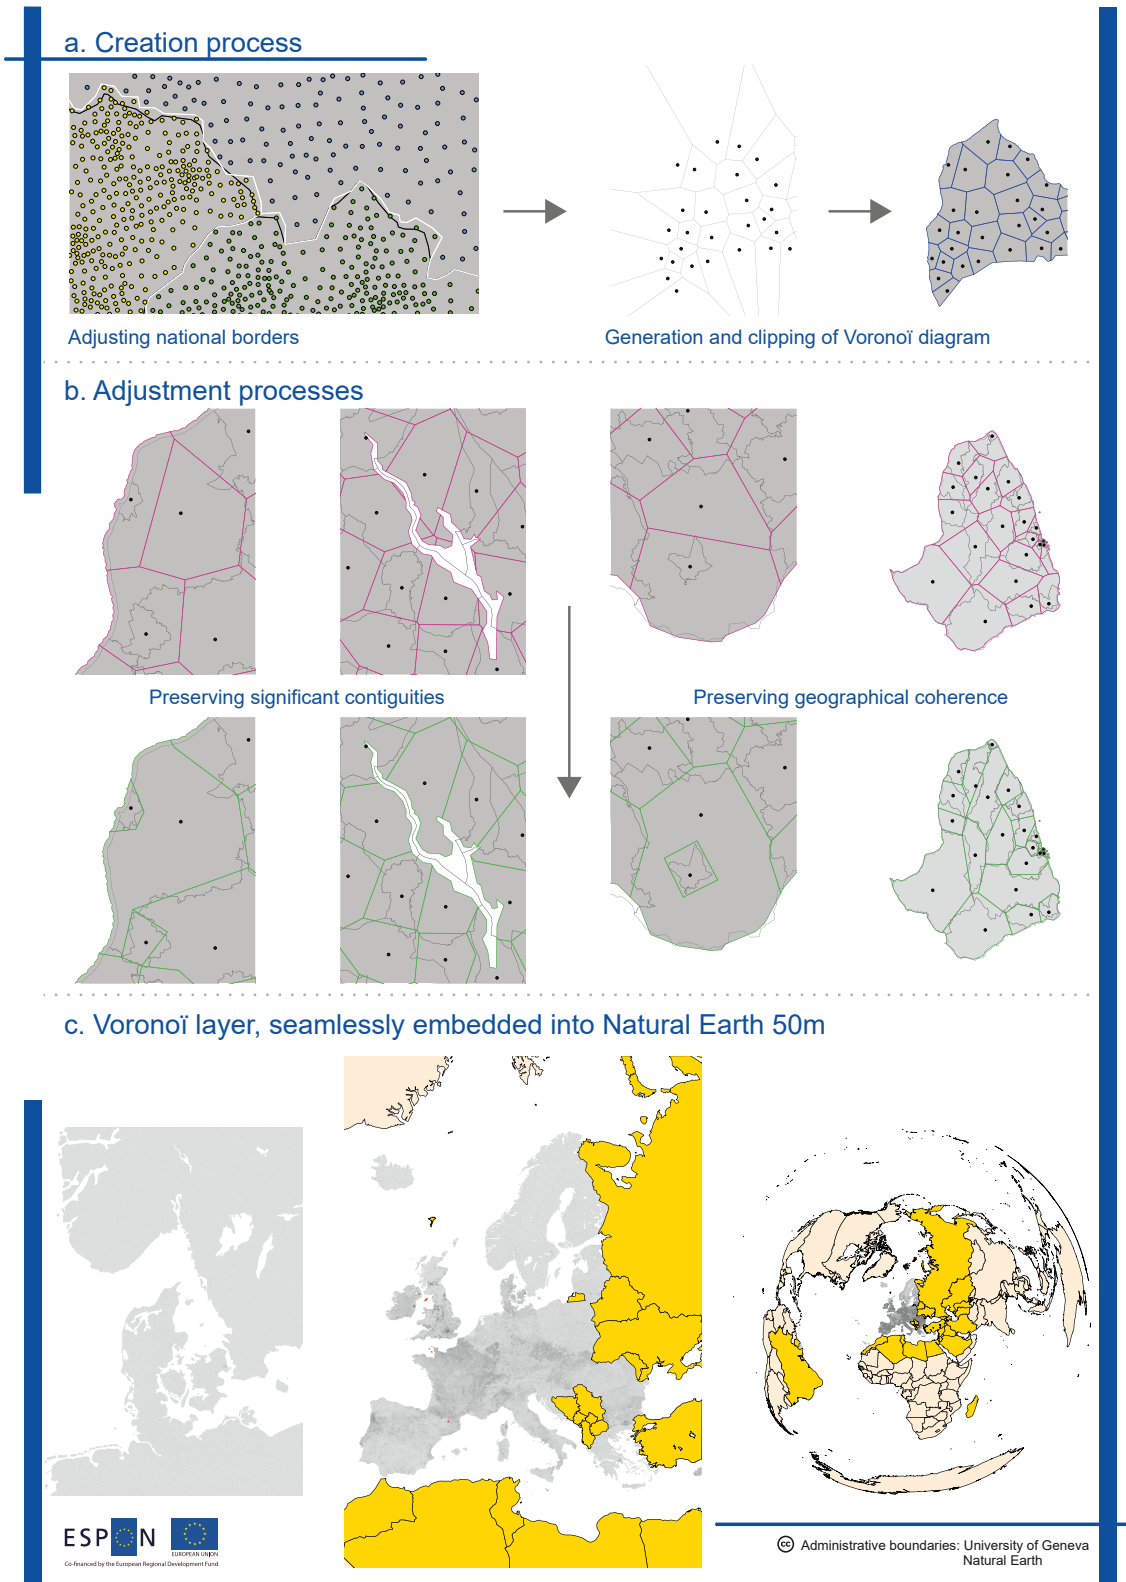 a. Creation process
Adjusting national borders
Generation and clipping of Voronoï diagram
b. Adjustment processes
Preserving significant contiguities
Preserving geographical coherence
c. Voronoï layer, seamlessly embedded into Natural Earth 50m
ESPON
EUROPEAN UNION
Co-financed by the European Regional Development Fund
cc Administrative boundaries: University of Geneva
Natural Earth